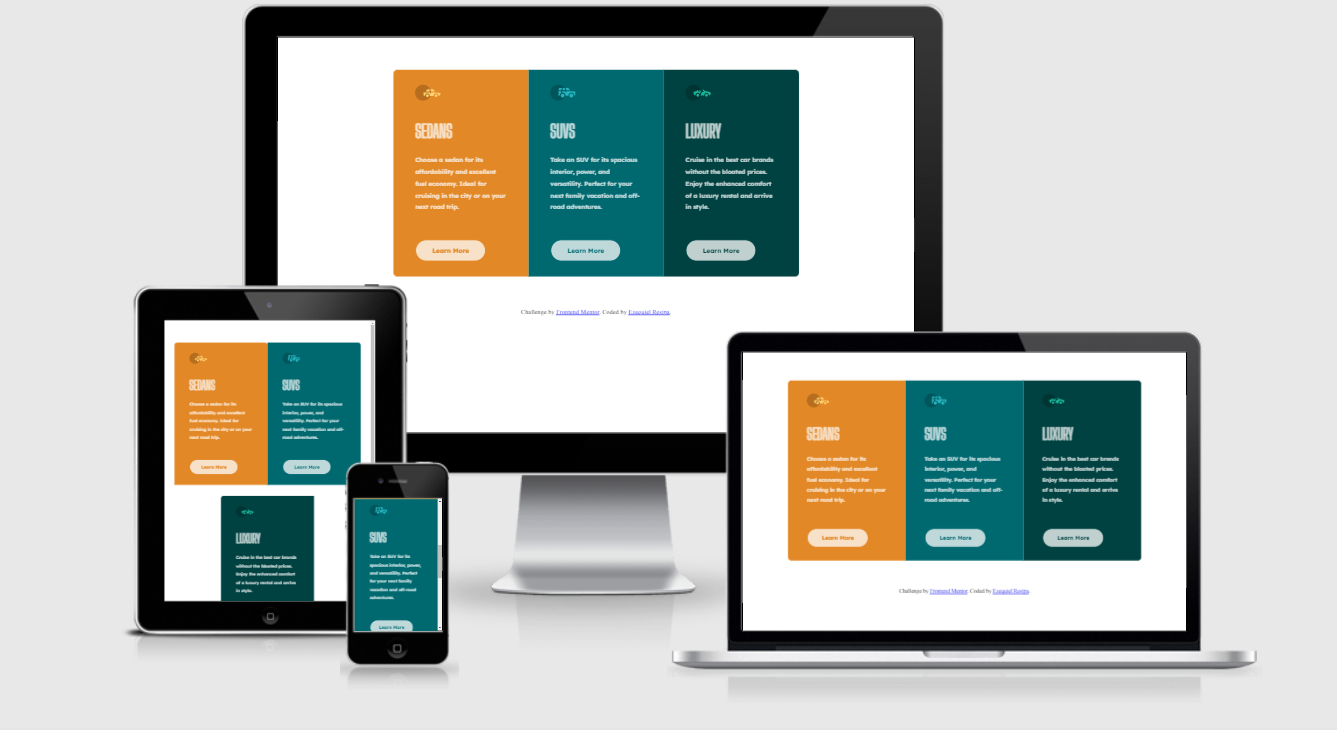 SEDANS
Choose a sedan for its
affordability and excellent
fuel economy. Ideal for
cruising in the city or on your
next road trip.
Learn More
SUVS
Take an SUV for its spacious
interior, power, and
versatility. Perfect for your
next family vacation and off-
road adventures.
Learn More
LUXURY
Cruise in the best car brands
without the bloated prices.
Enjoy the enhanced comfort
of a luxury rental and arrive
in style.
Learn More
Challenge by Frontend Mentor. Coded by Ezequiel
SEDANS
Choose a sedan for its
affordability and excellent
fuel economy. Ideal for
cruising in the city or on your
next road trip.
Learn More
SUVS
Take an SUV for its spacious
interior, power, and
versatility. Perfect for your
next family vacation and off-
road adventures.
Learn More
LUXURY
Cruise in the best car brands
without the bloated prices.
Enjoy the enhanced comfort
of a luxury rental and arrive
in style.
SUVS
Take an SUV for its
spacious interior, power,
and versatility. Perfect
for your next family
vacation and off-road
adventures.
Learn More
SEDANS
Choose a sedan for its
affordability and excellent
fuel economy. Ideal for
cruising in the city or on your
next road trip.
Learn More
SUVS
Take an SUV for its spacious
interior, power, and
versatility. Perfect for your
next family vacation and off-
road adventures.
Learn More
LUXURY
Cruise in the best car brands
without the bloated prices.
Enjoy the enhanced comfort
of a luxury rental and arrive
in style.
Learn More
Challenge by Frontend Mentor. Coded by Ezequiel